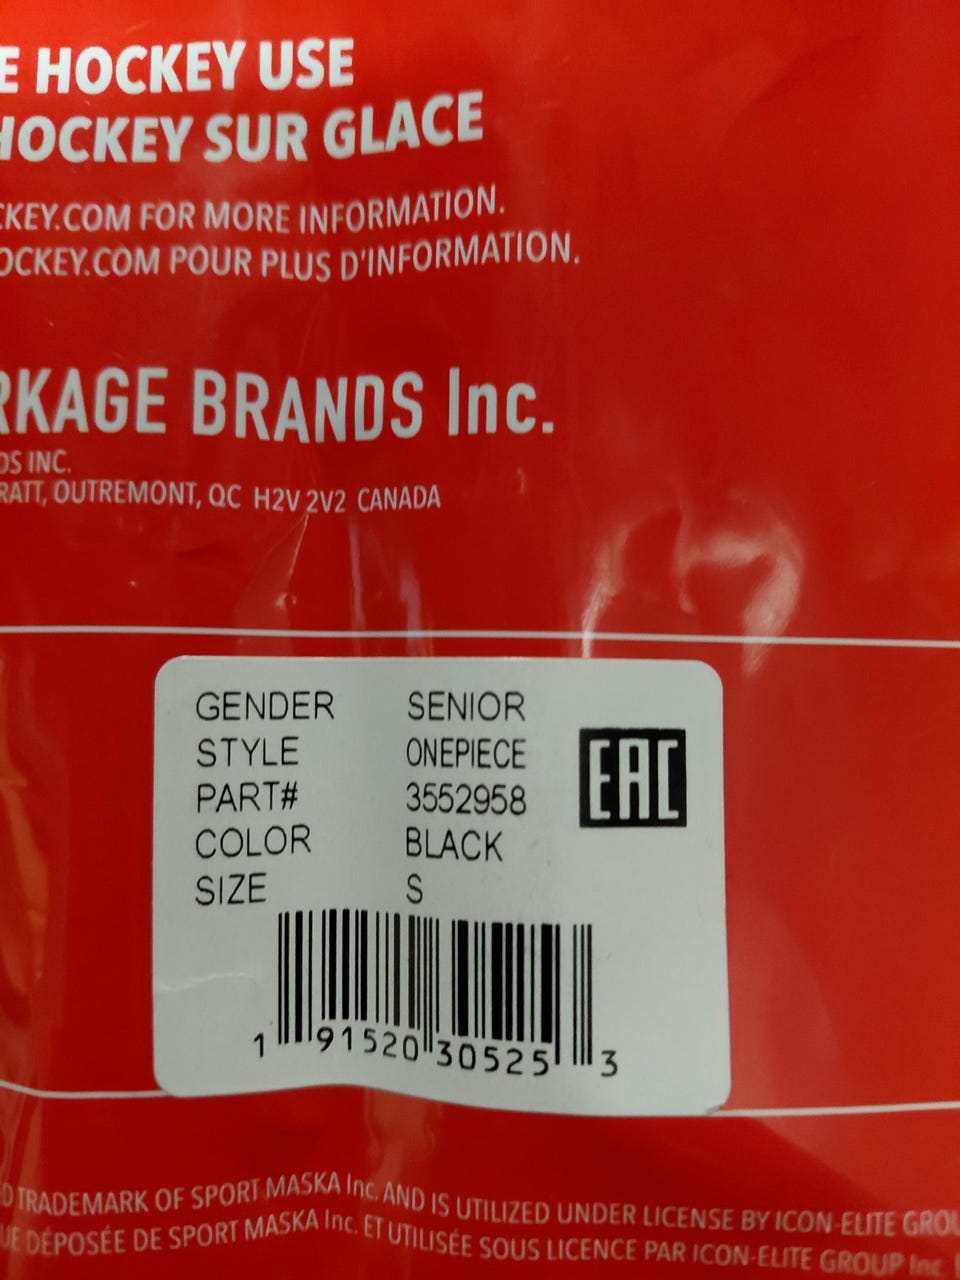 E HOCKEY USE
HOCKEY SUR GLACE
CKEY.COM FOR MORE INFORMATION.
OCKEY.COM POUR PLUS D'INFORMATION.
RKAGE BRANDS Inc.
DS INC.
RATT, OUTREMONT, QC H2V 2V2 CANADA
GENDER SENIOR
STYLE ONEPIECE
PART# 3552958
COLOR BLACK
SIZE S
EAC
1 91520 30525 3
D TRADEMARK OF SPORT MASKA Inc. AND IS UTILIZED UNDER LICENSE BY ICON-ELITE GROU
UE DÉPOSÉE DE SPORT MASKA Inc. ET UTILISÉE SOUS LICENCE PAR ICON-ELITE GROUP Inc